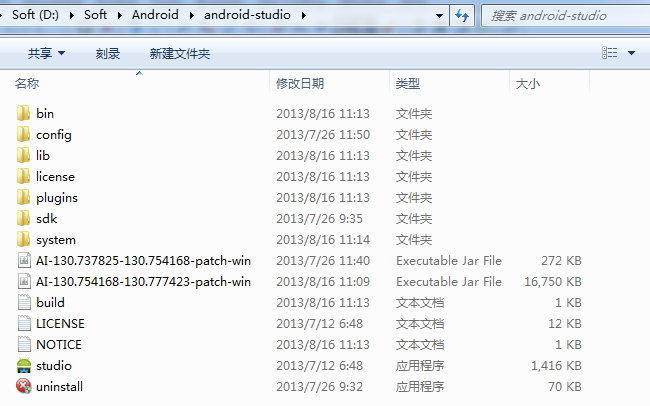 Soft (D:) ▸ Soft ▸ Android ▸ android-studio ▸ 搜索 android-studio
共享 刻录 新建文件夹
名称 修改日期 类型 大小
bin 2013/8/16 11:13 文件夹
config 2013/7/26 11:50 文件夹
lib 2013/8/16 11:13 文件夹
license 2013/8/16 11:13 文件夹
plugins 2013/8/16 11:13 文件夹
sdk 2013/7/26 9:35 文件夹
system 2013/8/16 11:14 文件夹
AI-130.737825-130.754168-patch-win 2013/7/26 11:40 Executable Jar File 272 KB
AI-130.754168-130.777423-patch-win 2013/8/16 11:09 Executable Jar File 16,750 KB
build 2013/8/16 11:13 文本文档 1 KB
LICENSE 2013/7/12 6:48 文本文档 12 KB
NOTICE 2013/8/16 11:13 文本文档 1 KB
studio 2013/7/12 6:48 应用程序 1,416 KB
uninstall 2013/7/26 9:32 应用程序 70 KB